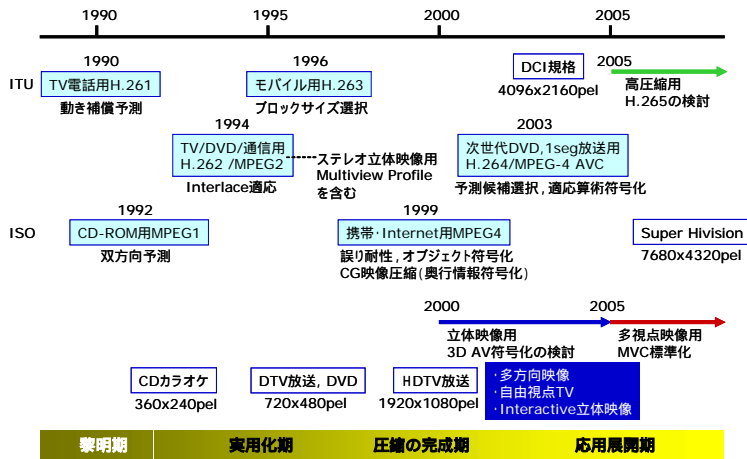 1990 1995 2000 2005
1990
1996
2005
ITU
TV電話用H.261
モバイル用H.263
DCI規格
動き補償予測
ブロックサイズ選択
4096x2160pel
高圧縮用
H.265の検討
1994
2003
TV/DVD/通信用
H.262 /MPEG2
ステレオ立体映像用
Multiview Profile
を含む
次世代DVD,1seg放送用
H.264/MPEG-4 AVC
Interlace適応
予測候補選択,適応算術符号化
1992
1999
ISO
CD-ROM用MPEG1
携帯・Internet用MPEG4
Super Hivision
双方向予測
誤り耐性,オブジェクト符号化
CG映像圧縮(奥行情報符号化)
7680x4320pel
2000
2005
立体映像用
3D AV符号化の検討
多視点映像用
MVC標準化
CDカラオケ
DTV放送, DVD
HDTV放送
360x240pel
720x480pel
1920x1080pel
・多方向映像
・自由視点TV
・Interactive立体映像
黎明期
実用化期
圧縮の完成期
応用展開期